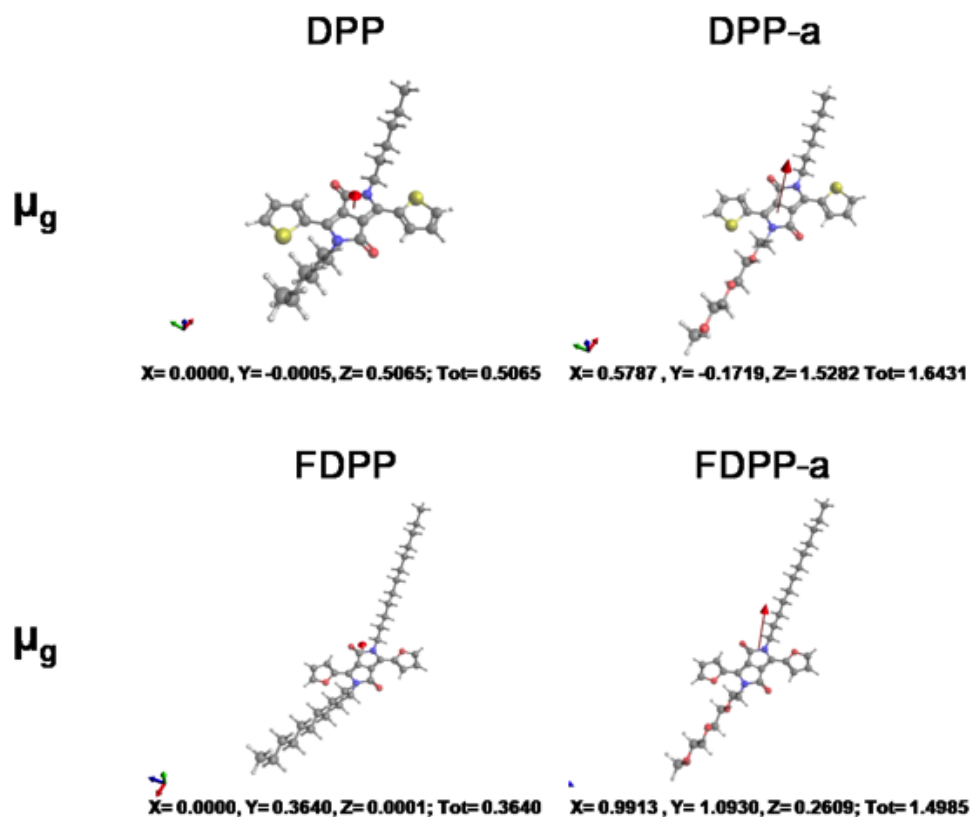 DPP DPP-a
μg
X= 0.0000, Y= -0.0005, Z= 0.5065; Tot= 0.5065 X= 0.5787 , Y= -0.1719, Z= 1.5282 Tot= 1.6431
FDPP FDPP-a
μg
X= 0.0000, Y= 0.3640, Z= 0.0001; Tot= 0.3640 X= 0.9913, Y= 1.0930, Z= 0.2609; Tot= 1.4985